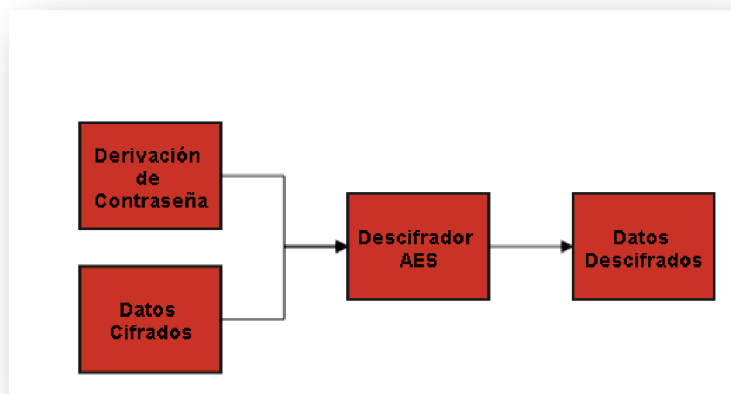 Derivación
de
Contraseña
Datos
Cifrados
Descifrador
AES
Datos
Descifrados